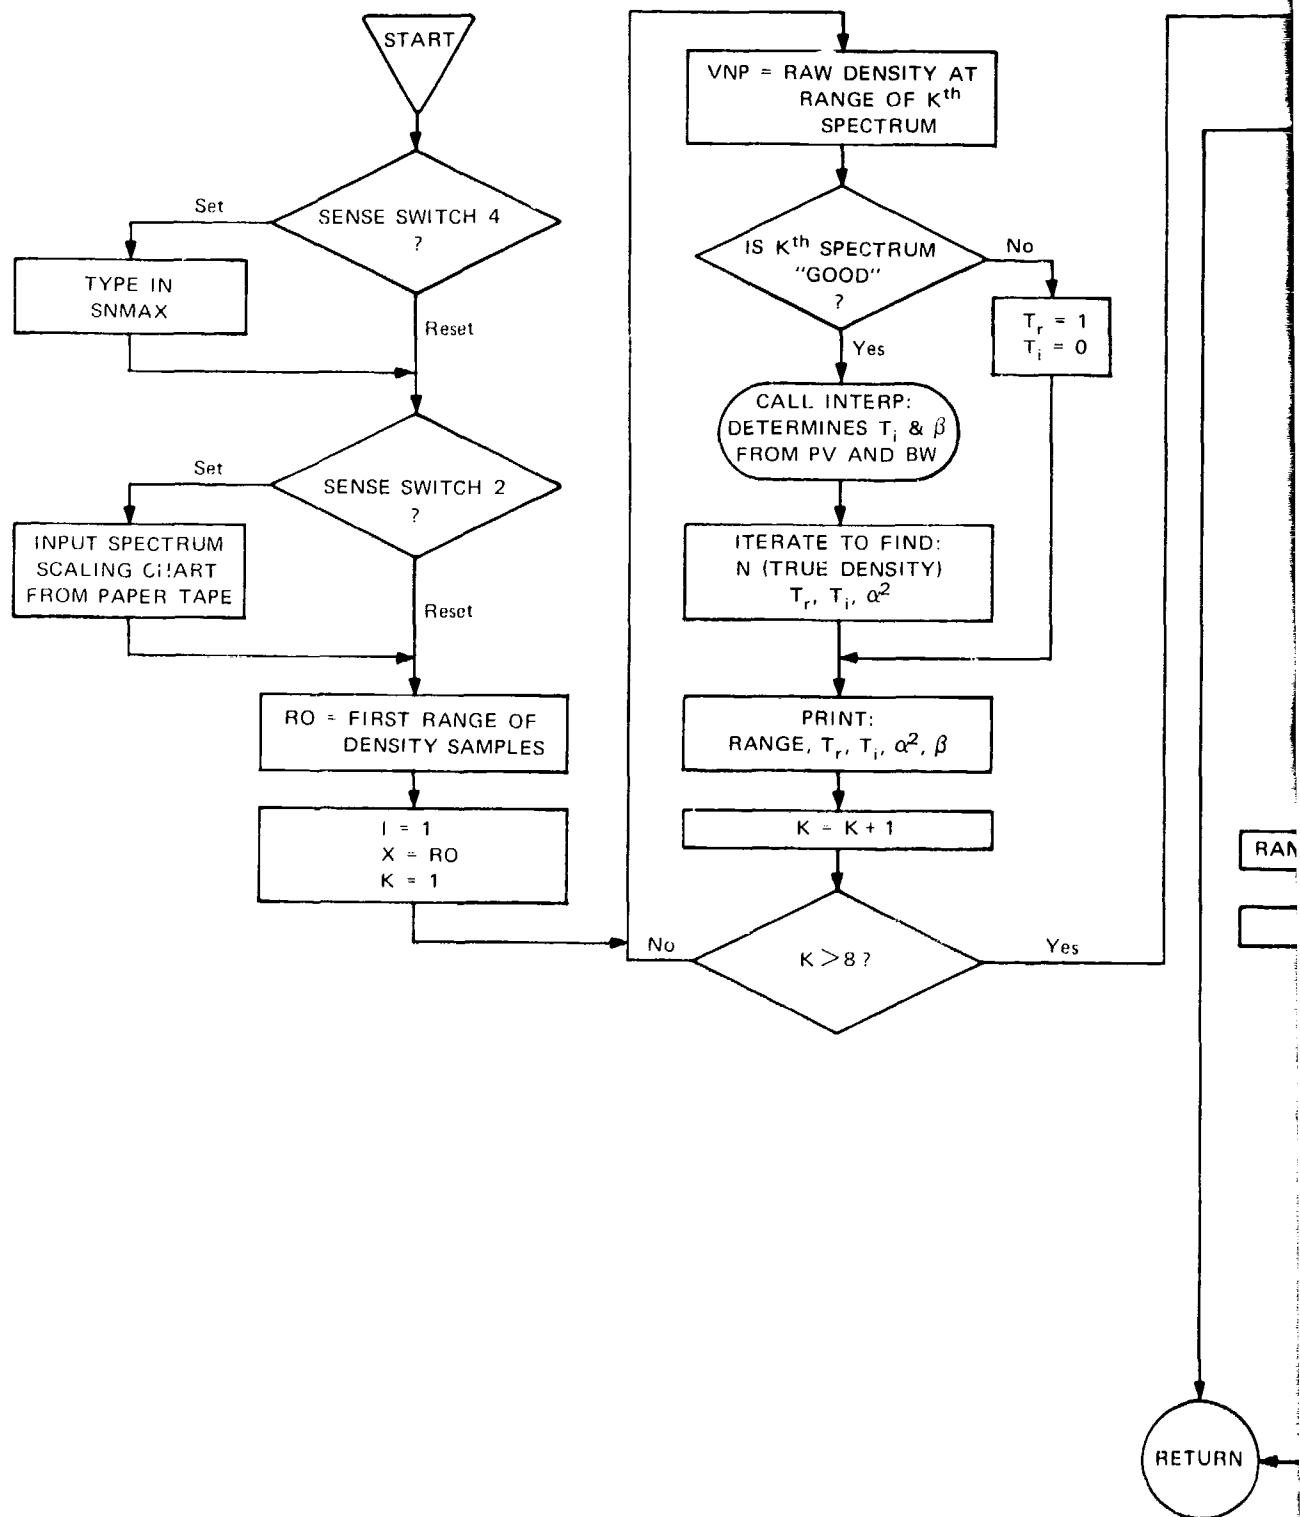 START
SENSE SWITCH 4
?
Set
TYPE IN
SNMAX
Reset
SENSE SWITCH 2
?
Set
INPUT SPECTRUM
SCALING CHART
FROM PAPER TAPE
Reset
RO = FIRST RANGE OF
DENSITY SAMPLES
I = 1
X = RO
K = 1
VNP = RAW DENSITY AT
RANGE OF Kth
SPECTRUM
IS Kth SPECTRUM
"GOOD"
?
No
Tr = 1
Ti = 0
Yes
CALL INTERP:
DETERMINES Ti & β
FROM PV AND BW
ITERATE TO FIND:
N (TRUE DENSITY)
Tr, Ti, α²
PRINT:
RANGE, Tr, Ti, α², β
K = K + 1
No
K > 8 ?
Yes
RAN
RETURN